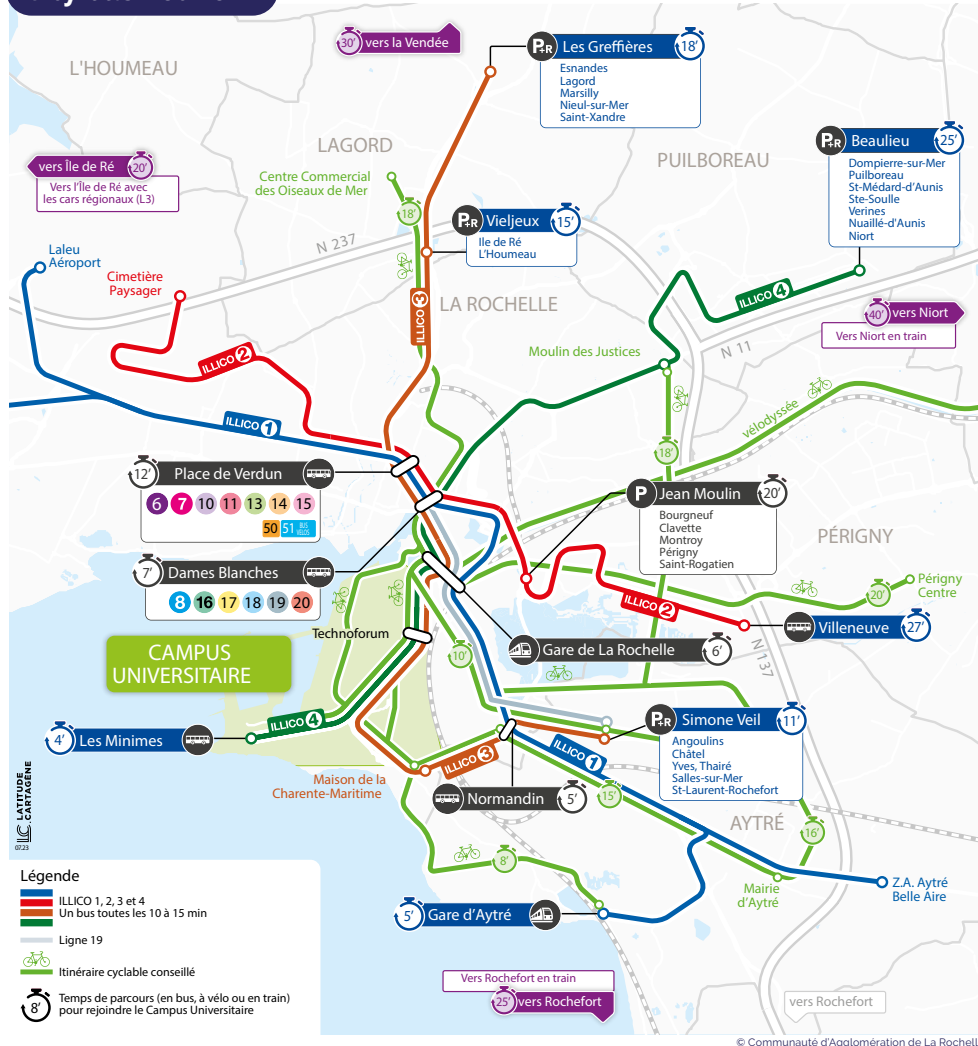 L'HOUMEAU
30' vers la Vendée
P+R Les Greffières 18'
Esnandes
Lagord
Marsilly
Nieul-sur-Mer
Saint-Xandre
LAGORD
PUILBOREAU
P+R Beaulieu 25'
Dompierre-sur-Mer
Puilboreau
St-Médard-d'Aunis
Ste-Soulle
Verines
Nuaillé-d'Aunis
Niort
vers Île de Ré 20'
Vers l'Île de Ré avec
les cars régionaux (L3)
Centre Commercial
des Oiseaux de Mer
18'
P+R Vieljeux 15'
Ile de Ré
L'Houmeau
N 237
Laleu
Aéroport
Cimetière
Paysager
ILLICO 3
LA ROCHELLE
ILLICO 4
40' vers Niort
Vers Niort en train
N 11
Moulin des Justices
ILLICO 2
ILLICO 1
vélodyssée
18'
12' Place de Verdun
6 7 10 11 13 14 15
50 51 BUS VÉLOS
P Jean Moulin 20'
Bourgneuf
Clavette
Montroy
Périgny
Saint-Rogatien
PÉRIGNY
7' Dames Blanches
8 16 17 18 19 20
Périgny
Centre
20'
ILLICO 2
Villeneuve 27'
Technoforum
CAMPUS
UNIVERSITAIRE
10'
Gare de La Rochelle 6'
N 137
ILLICO 4
4' Les Minimes
P+R Simone Veil 11'
Angoulins
Châtel
Yves, Thairé
Salles-sur-Mer
St-Laurent-Rochefort
ILLICO 3
ILLICO 1
Maison de la
Charente-Maritime
Normandin 5'
15'
AYTRÉ
16'
LATITUDE
CARTAGÈNE
07.23
8'
Mairie
d'Aytré
Z.A. Aytré
Belle Aire
5' Gare d'Aytré
Légende
ILLICO 1, 2, 3 et 4
Un bus toutes les 10 à 15 min
Ligne 19
Itinéraire cyclable conseillé
8' Temps de parcours (en bus, à vélo ou en train)
pour rejoindre le Campus Universitaire
Vers Rochefort en train
25' vers Rochefort
vers Rochefort
© Communauté d'Agglomération de La Rochell